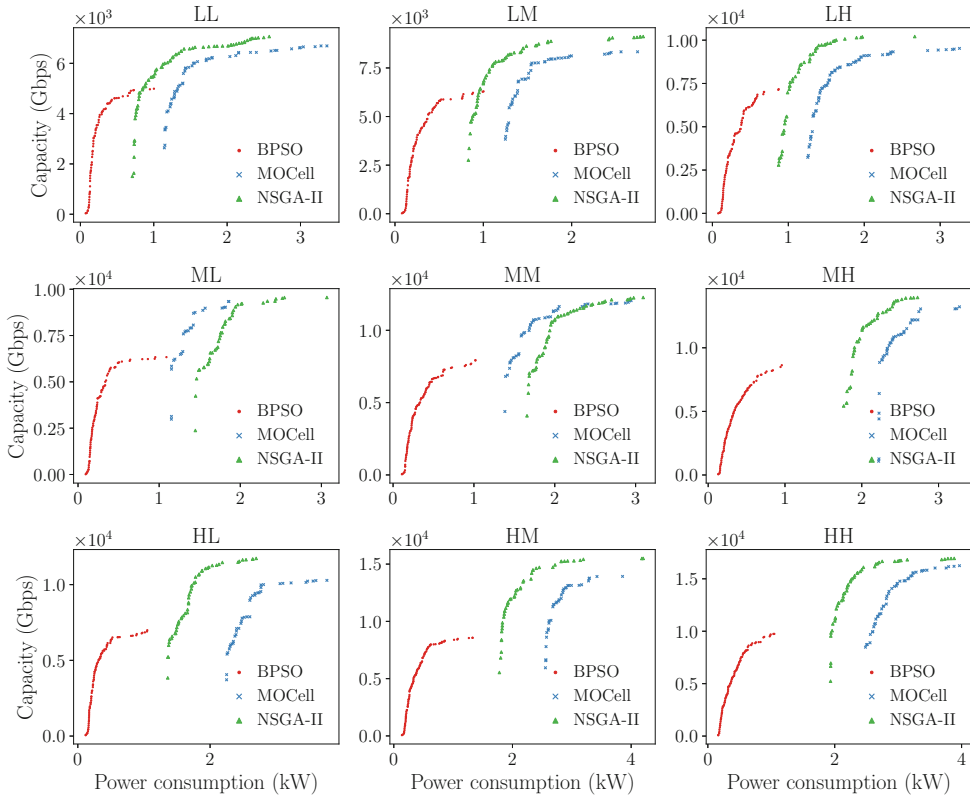 LL
×10³
Capacity (Gbps)
6
4
2
0
0
1
2
3
BPSO
MOCell
NSGA-II
LM
×10³
7.5
5.0
2.5
0.0
0
1
2
BPSO
MOCell
NSGA-II
LH
×10⁴
1.00
0.75
0.50
0.25
0.00
0
1
2
3
BPSO
MOCell
NSGA-II
ML
×10⁴
Capacity (Gbps)
1.00
0.75
0.50
0.25
0.00
0
1
2
3
BPSO
MOCell
NSGA-II
MM
×10⁴
1.0
0.5
0.0
0
1
2
3
BPSO
MOCell
NSGA-II
MH
×10⁴
1.0
0.5
0.0
0
1
2
3
BPSO
MOCell
NSGA-II
HL
×10⁴
Capacity (Gbps)
1.0
0.5
0.0
0
2
Power consumption (kW)
BPSO
MOCell
NSGA-II
HM
×10⁴
1.5
1.0
0.5
0.0
0
2
4
Power consumption (kW)
BPSO
MOCell
NSGA-II
HH
×10⁴
1.5
1.0
0.5
0.0
0
2
4
Power consumption (kW)
BPSO
MOCell
NSGA-II